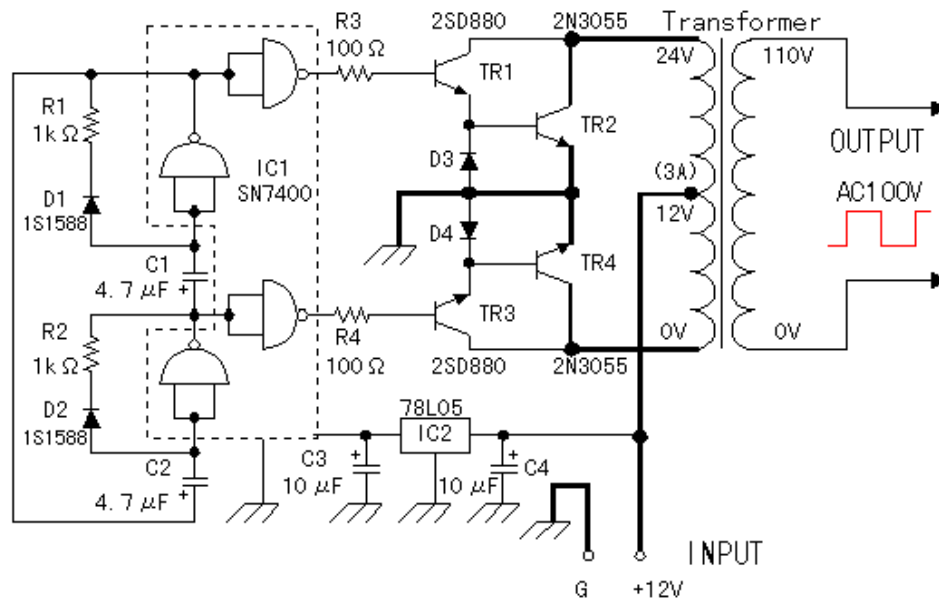 R3
100 Ω
2SD880
2N3055
Transformer
24V
110V
TR1
R1
1k Ω
IC1
SN7400
TR2
OUTPUT
D3
(3A)
12V
AC100V
D1
1S1588
D4
C1
4. 7 μF
+
TR4
TR3
R2
1k Ω
R4
100 Ω
0V
0V
2SD880
2N3055
D2
1S1588
78L05
IC2
C2
+
4. 7 μF
C3
+
10 μF
+
C4
10 μF
INPUT
G
+12V